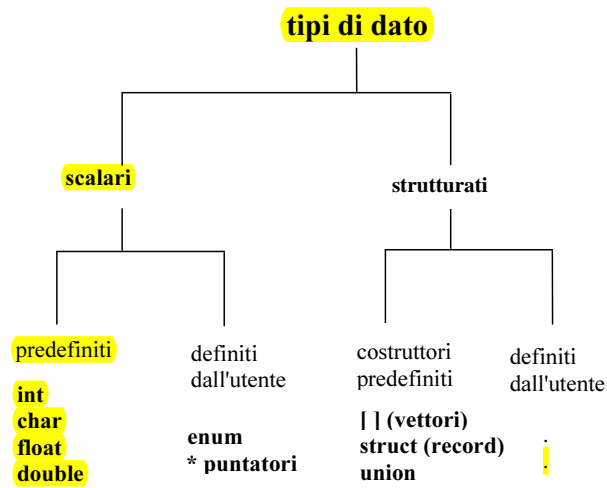 tipi di dato
scalari
strutturati
predefiniti
int
char
float
double
definiti
dall'utente
enum
* puntatori
costruttori
predefiniti
[ ] (vettori)
struct (record)
union
definiti
dall'utente
.
.